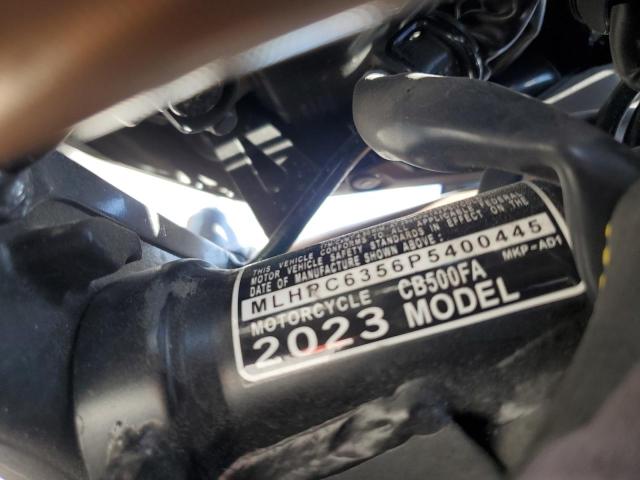 THIS VEHICLE CONFORMS TO ALL APPLICABLE FEDERAL
MOTOR VEHICLE SAFETY STANDARDS IN EFFECT ON THE
DATE OF MANUFACTURE SHOWN ABOVE:
MLHPC6356P5400445
MOTORCYCLE CB500FA MKP-AD1
2023 MODEL